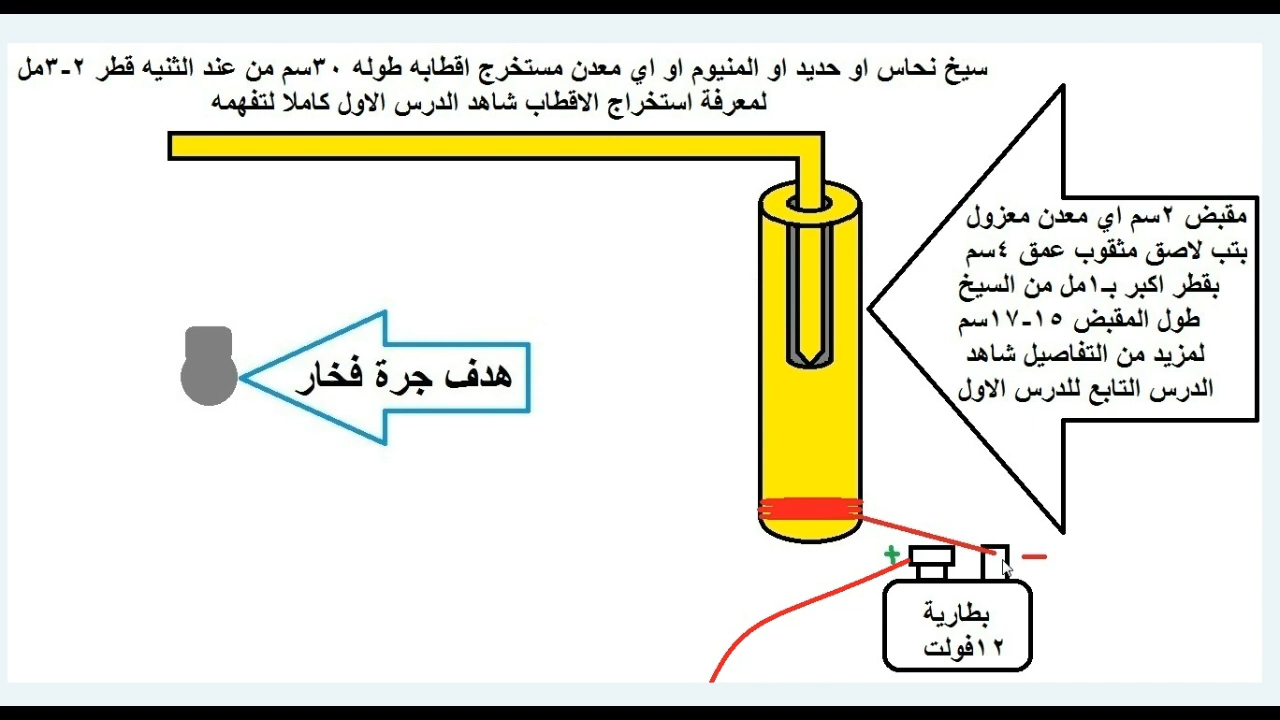 سيخ نحاس او حديد او المنيوم او اي معدن مستخرج اقطابه طوله ٣٠سم من عند الثنيه قطر ٢-٣مل
لمعرفة استخراج الاقطاب شاهد الدرس الاول كاملا لتفهمه
مقبض ٢سم اي معدن معزول
بتب لاصق مثقوب عمق ٤سم
بقطر اكبر بـ١مل من السيخ
طول المقبض ١٥-١٧سم
لمزيد من التفاصيل شاهد
الدرس التابع للدرس الاول
هدف جرة فخار
+ −
بطارية
١٢فولت